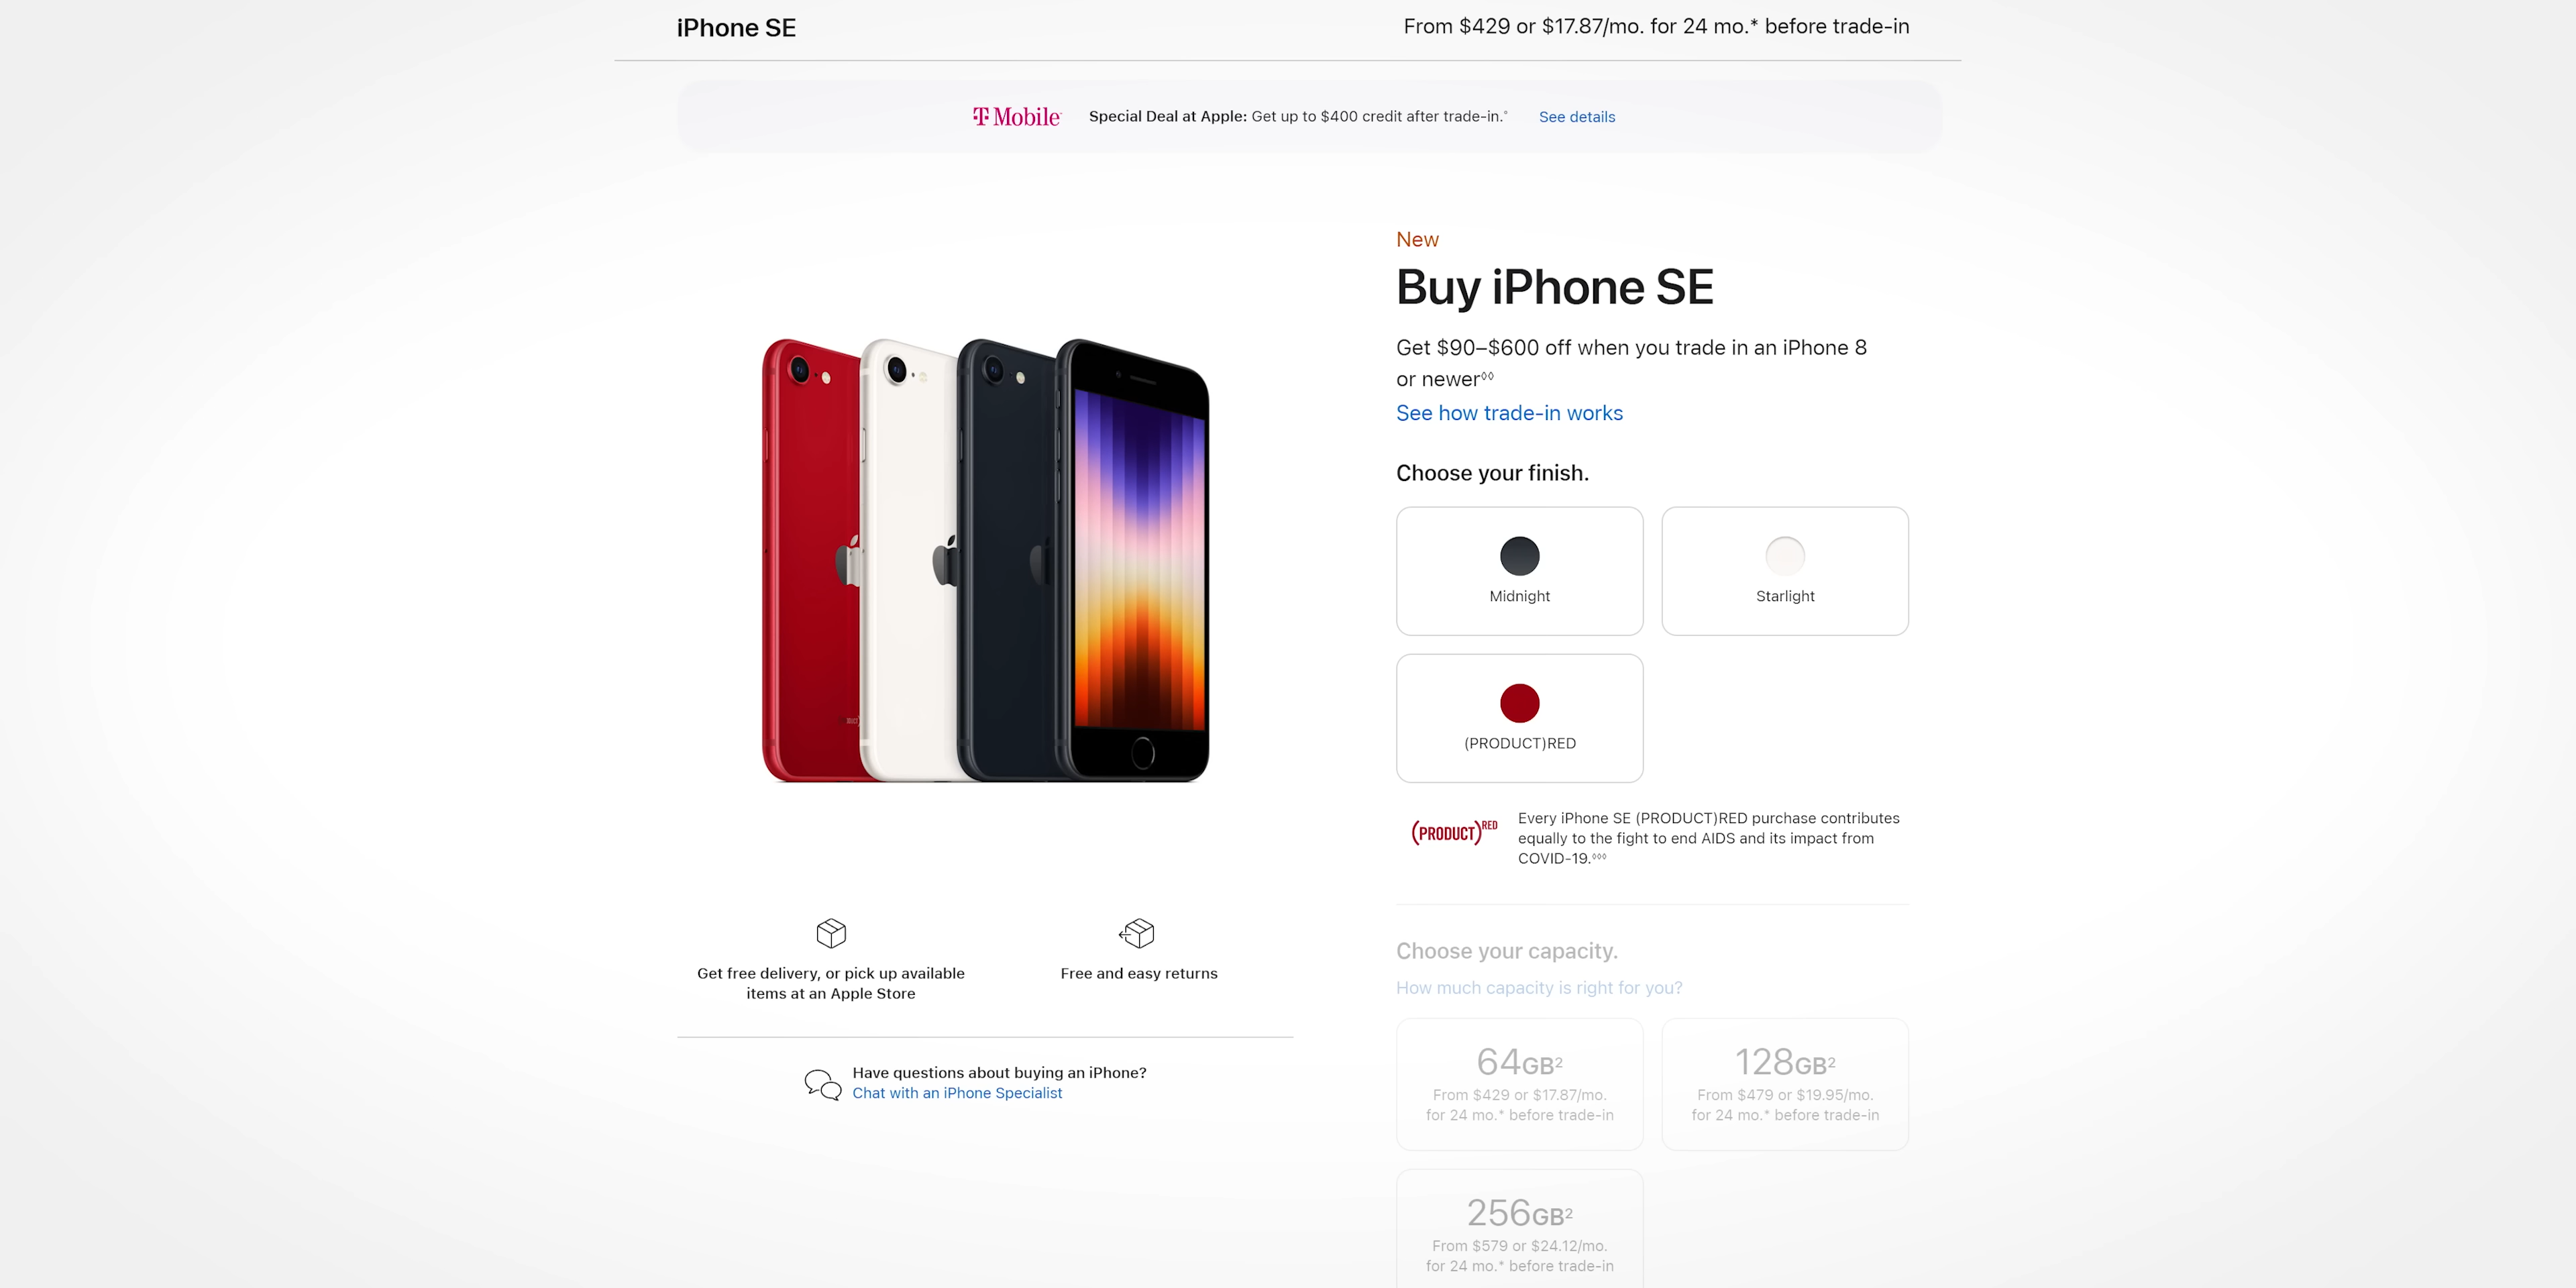 iPhone SE
From $429 or $17.87/mo. for 24 mo.* before trade-in
T Mobile Special Deal at Apple: Get up to $400 credit after trade-in.° See details
New
Buy iPhone SE
Get $90–$600 off when you trade in an iPhone 8
or newer◊◊
See how trade-in works
Choose your finish.
Midnight
Starlight
(PRODUCT)RED
(PRODUCT)RED
Every iPhone SE (PRODUCT)RED purchase contributes
equally to the fight to end AIDS and its impact from
COVID-19.◊◊◊
Get free delivery, or pick up available
items at an Apple Store
Free and easy returns
Have questions about buying an iPhone?
Chat with an iPhone Specialist
Choose your capacity.
How much capacity is right for you?
64GB²
From $429 or $17.87/mo.
for 24 mo.* before trade-in
128GB²
From $479 or $19.95/mo.
for 24 mo.* before trade-in
256GB²
From $579 or $24.12/mo.
for 24 mo.* before trade-in